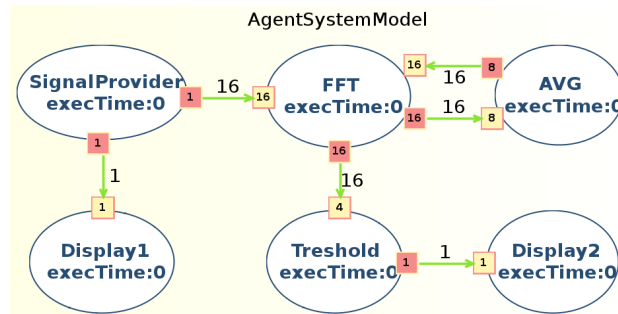 AgentSystemModel
SignalProvider
execTime:0
1
16
16
FFT
execTime:0
16
16
8
16
16
8
AVG
execTime:0
1
1
1
16
16
4
Display1
execTime:0
Treshold
execTime:0
1
1
1
Display2
execTime:0